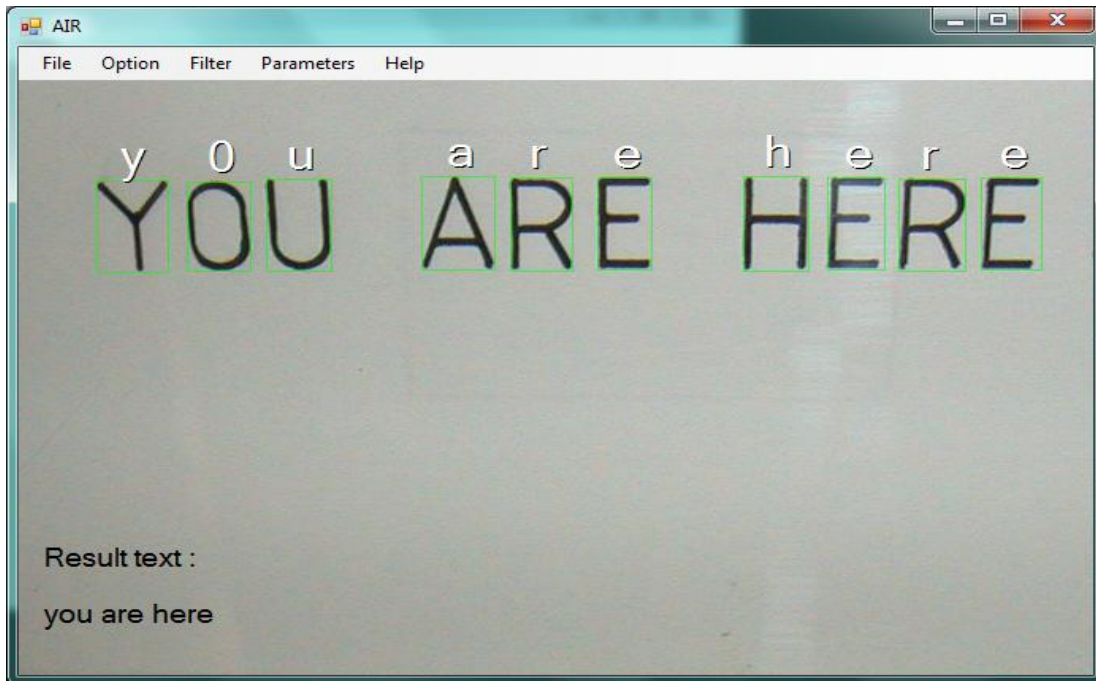 AIR
File Option Filter Parameters Help
y 0 u a r e h e r e
YOU ARE HERE
Result text :
you are here